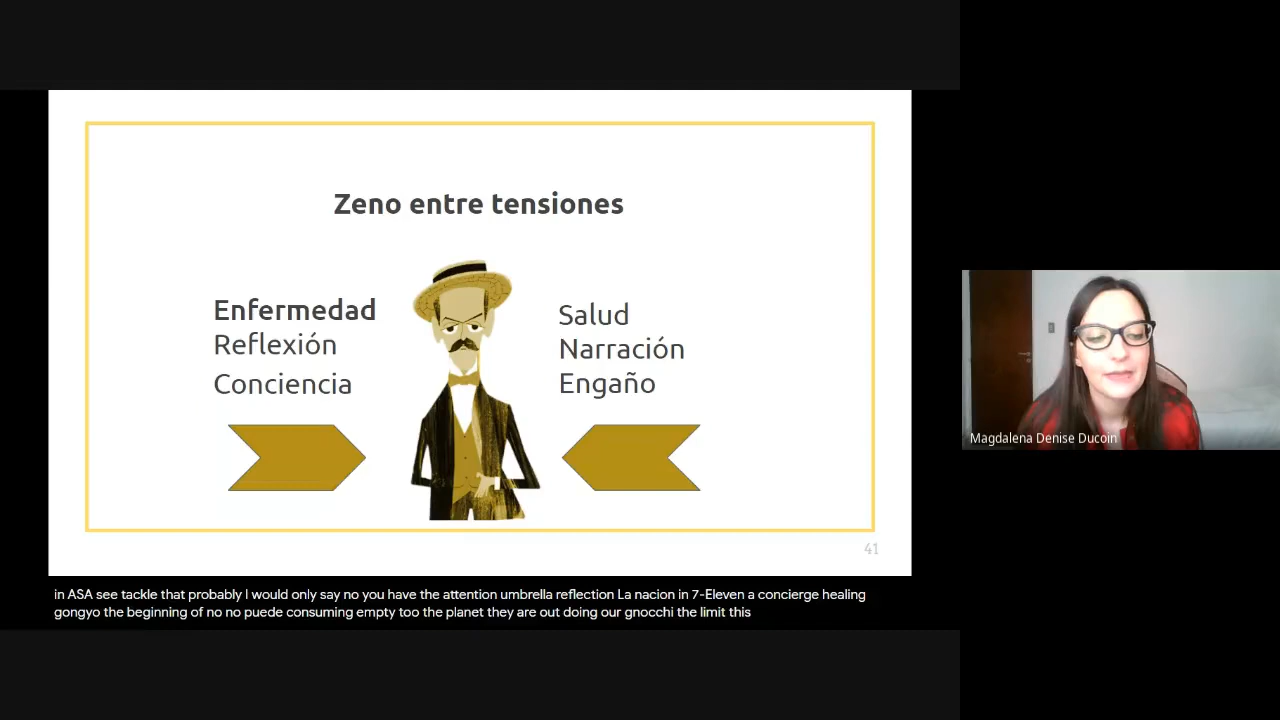 Zeno entre tensiones
Enfermedad
Reflexión
Conciencia
Salud
Narración
Engaño
41
Magdalena Denise Ducoin
in ASA see tackle that probably I would only say no you have the attention umbrella reflection La nacion in 7-Eleven a concierge healing
gongyo the beginning of no no puede consuming empty too the planet they are out doing our gnocchi the limit this